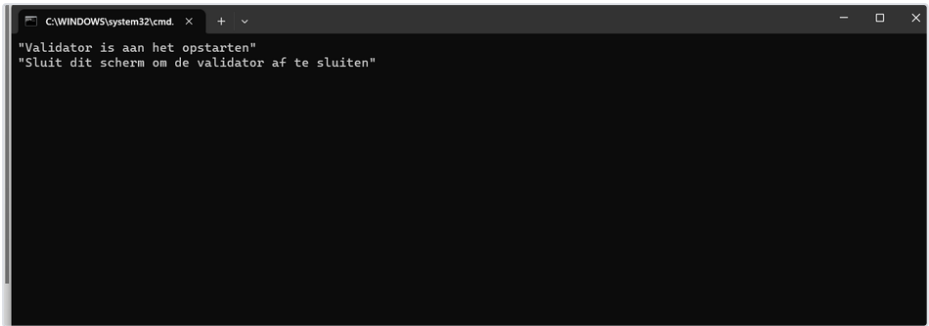 C:\WINDOWS\system32\cmd.
"Validator is aan het opstarten"
"Sluit dit scherm om de validator af te sluiten"